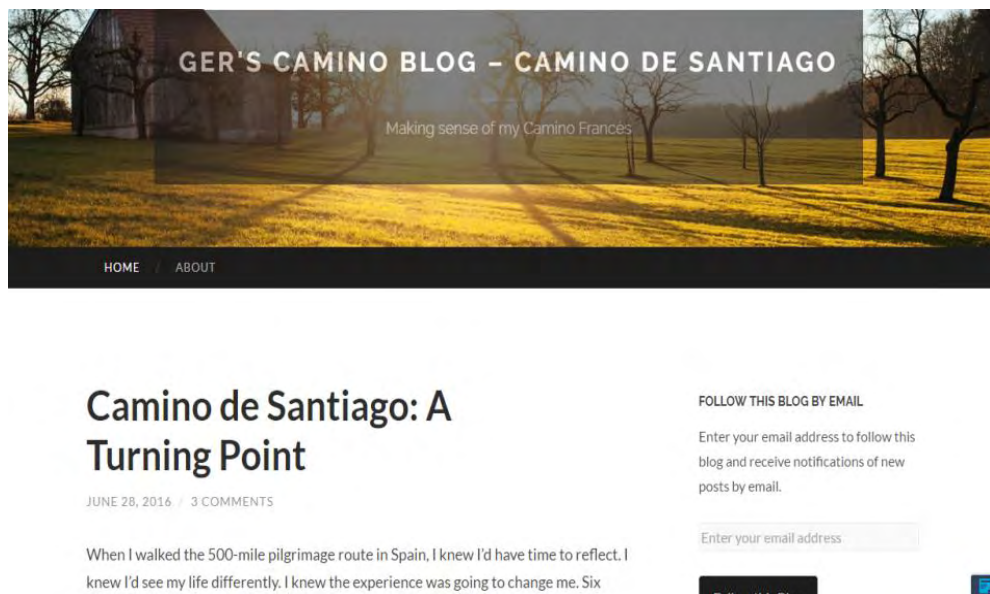 GER'S CAMINO BLOG – CAMINO DE SANTIAGO
Making sense of my Camino Frances
HOME / ABOUT
Camino de Santiago: A
Turning Point
JUNE 28, 2016 / 3 COMMENTS
When I walked the 500-mile pilgrimage route in Spain, I knew I'd have time to reflect. I
knew I'd see my life differently. I knew the experience was going to change me. Six
FOLLOW THIS BLOG BY EMAIL
Enter your email address to follow this
blog and receive notifications of new
posts by email.
Enter your email address